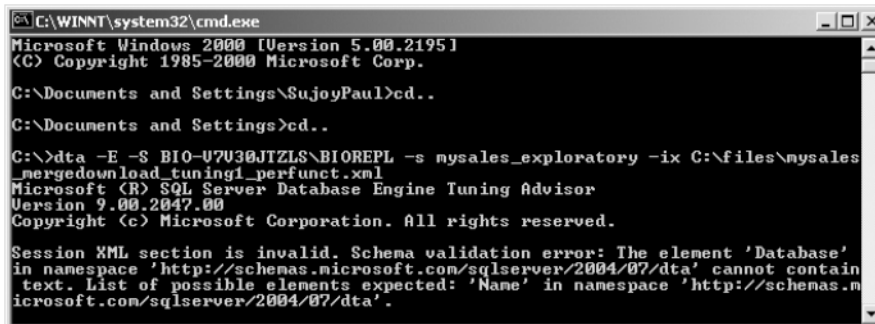 C:\WINNT\system32\cmd.exe
Microsoft Windows 2000 [Version 5.00.2195]
(C) Copyright 1985-2000 Microsoft Corp.
C:\Documents and Settings\SujoyPaul>cd..
C:\Documents and Settings>cd..
C:\>dta -E -S BIO-V7V30JTZLS\BIOREPL -s mysales_exploratory -ix C:\files\mysales
_mergedownload_tuning1_perfunct.xml
Microsoft (R) SQL Server Database Engine Tuning Advisor
Version 9.00.2047.00
Copyright (c) Microsoft Corporation. All rights reserved.
Session XML section is invalid. Schema validation error: The element 'Database'
in namespace 'http://schemas.microsoft.com/sqlserver/2004/07/dta' cannot contain
text. List of possible elements expected: 'Name' in namespace 'http://schemas.m
icrosoft.com/sqlserver/2004/07/dta'.